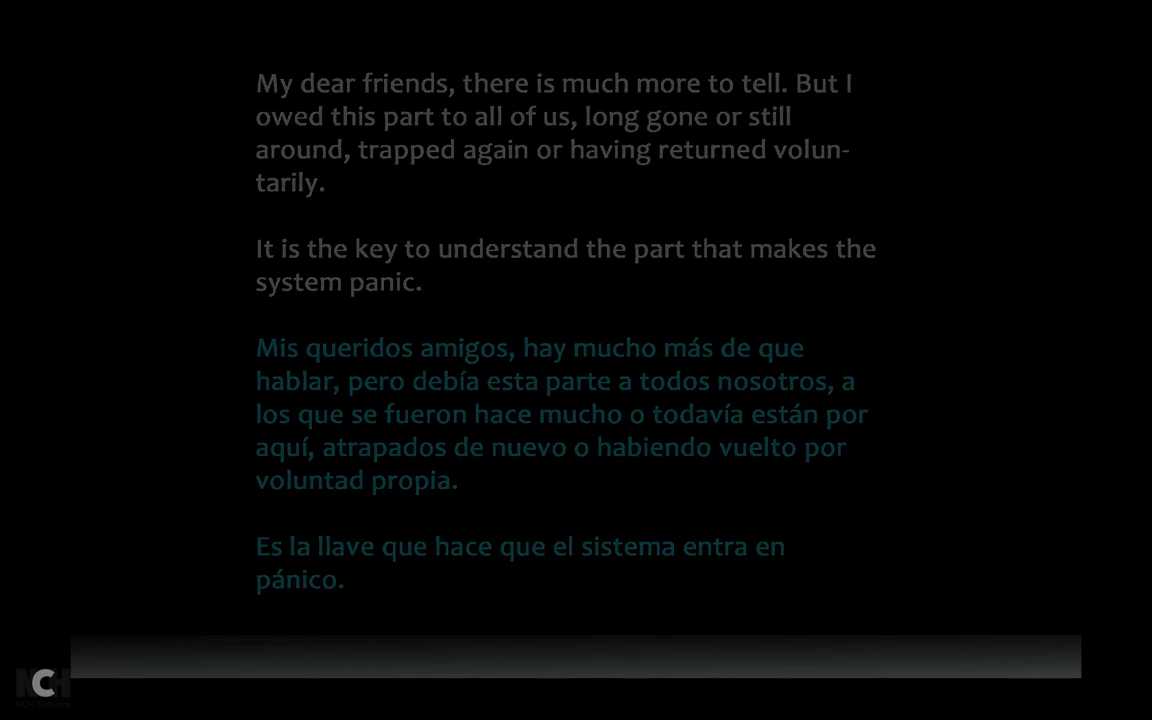 My dear friends, there is much more to tell. But I
owed this part to all of us, long gone or still
around, trapped again or having returned volun-
tarily.
It is the key to understand the part that makes the
system panic.
Mis queridos amigos, hay mucho más de que
hablar, pero debía esta parte a todos nosotros, a
los que se fueron hace mucho o todavía están por
aquí, atrapados de nuevo o habiendo vuelto por
voluntad propia.
Es la llave que hace que el sistema entra en
pánico.
NCH
NCH Software